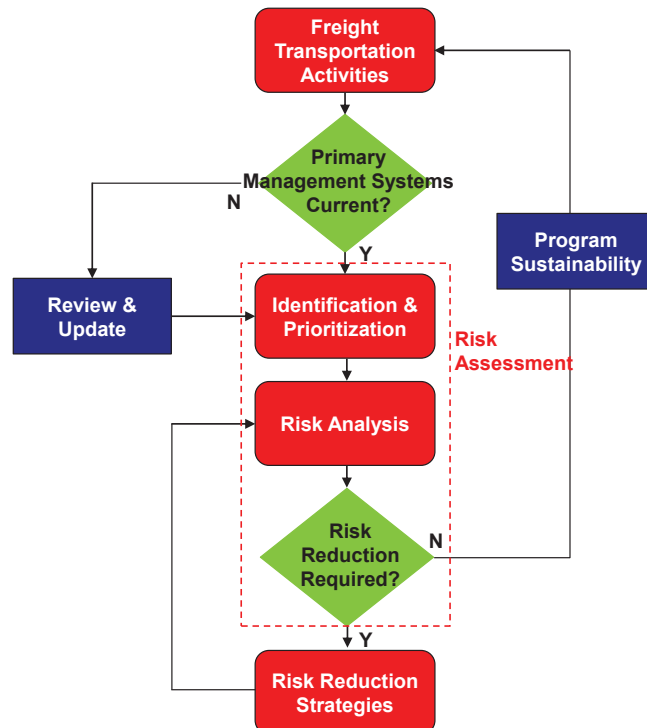 Freight
Transportation
Activities
Primary
Management Systems
Current?
N
Y
Program
Sustainability
Review &
Update
Identification &
Prioritization
Risk
Assessment
Risk Analysis
Risk
Reduction
Required?
N
Y
Risk Reduction
Strategies